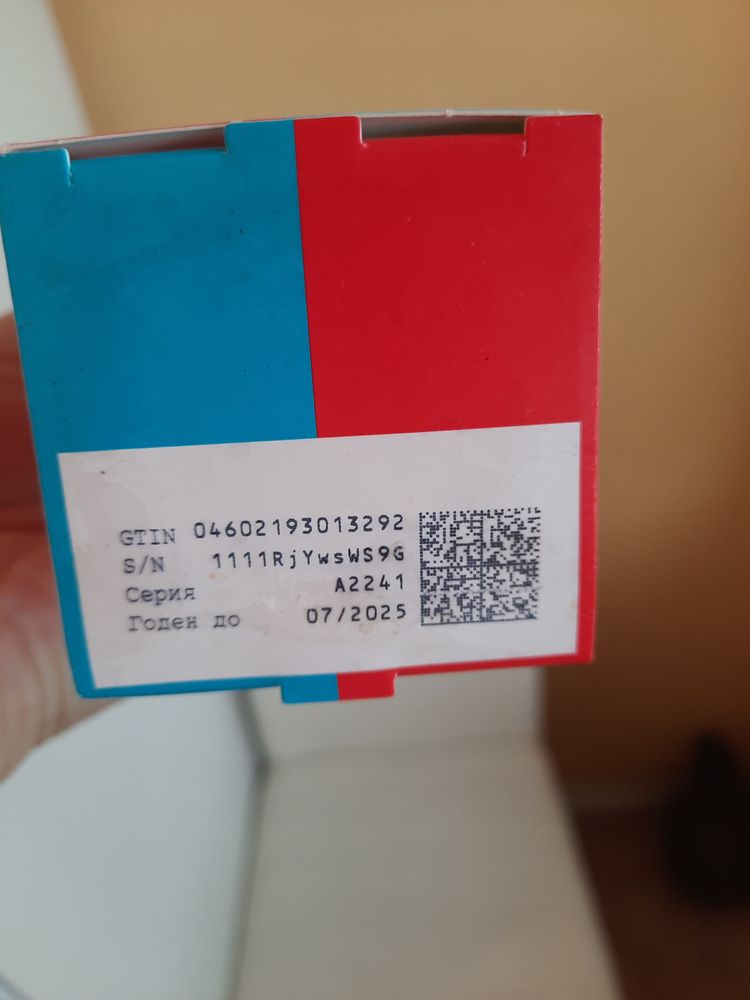 GTIN 04602193013292
S/N 1111RjYwsWS9G
Серия A2241
Годен до 07/2025